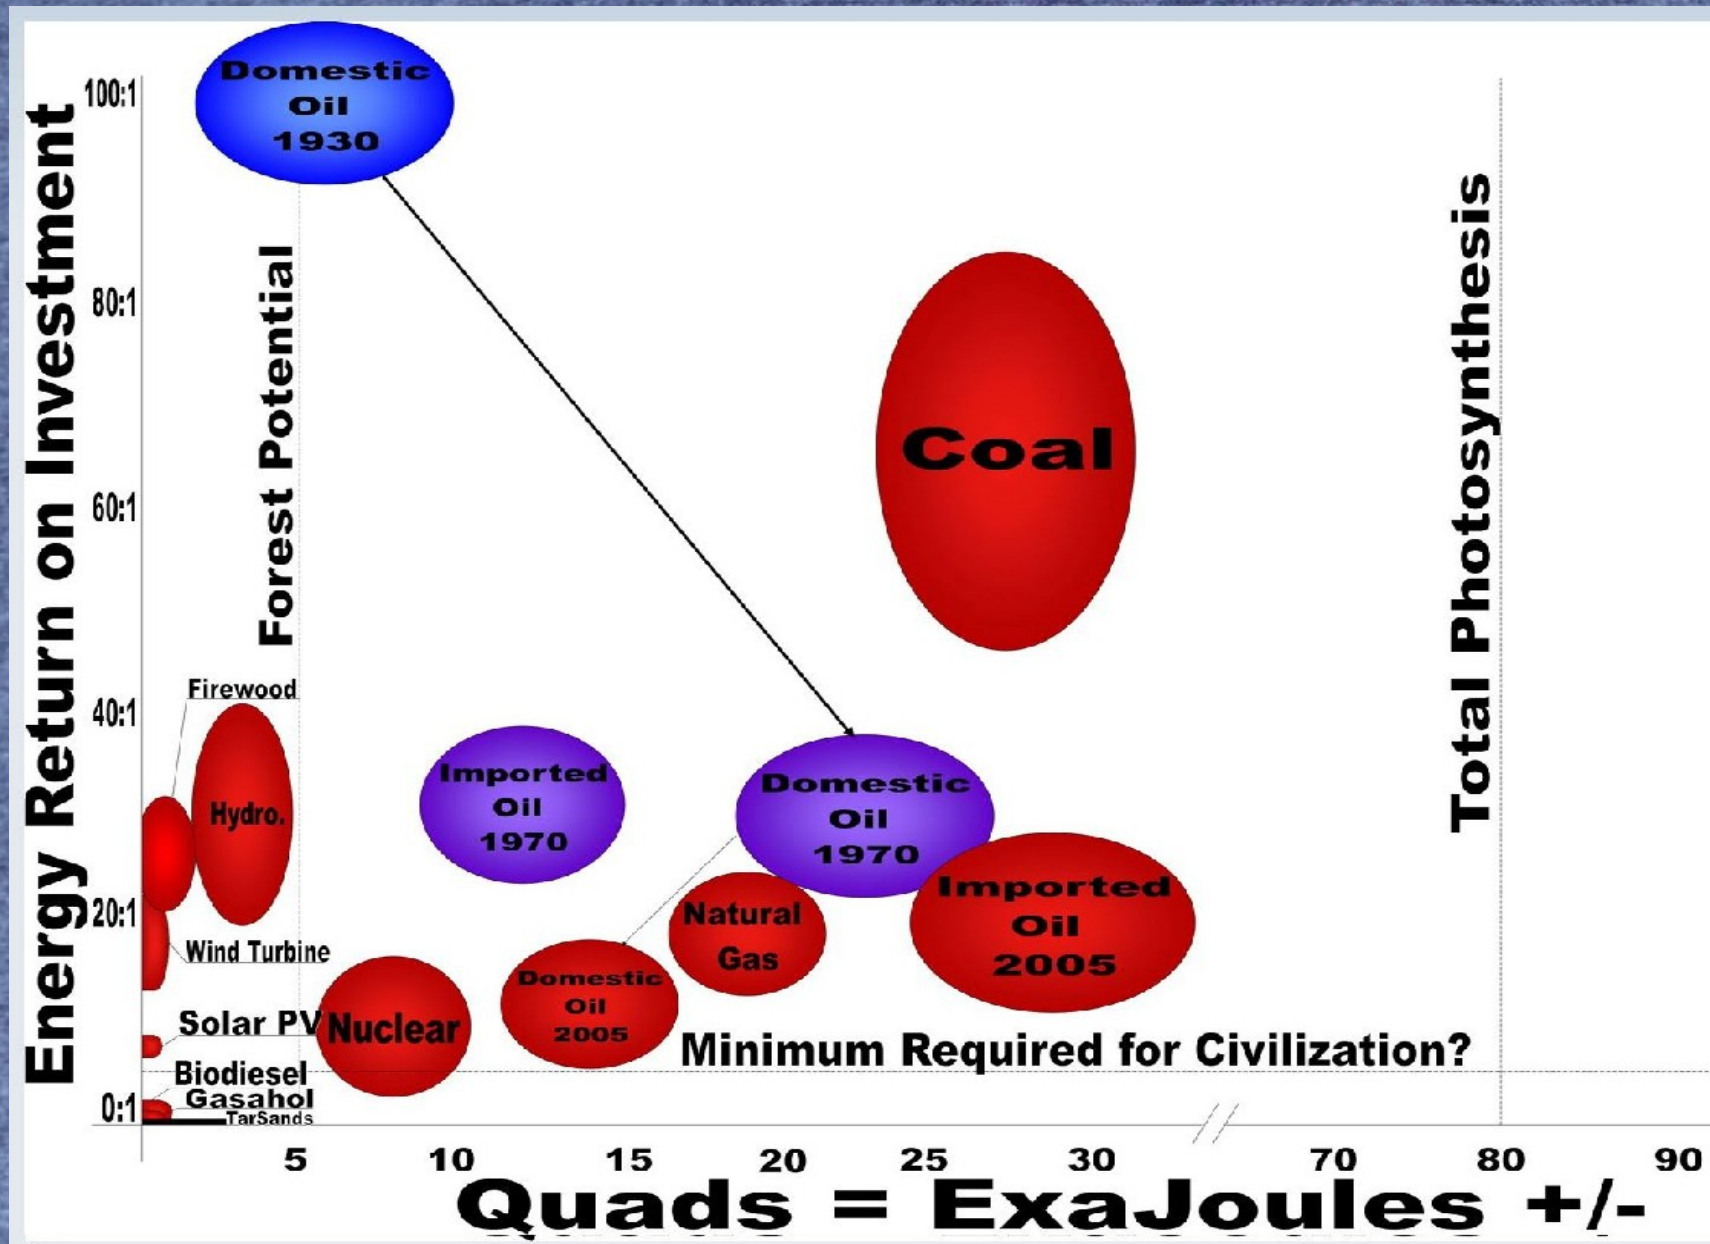 Energy Return on Investment
100:1
80:1
60:1
40:1
20:1
0:1
Domestic
Oil
1930
Forest Potential
Coal
Total Photosynthesis
Firewood
Hydro.
Imported
Oil
1970
Domestic
Oil
1970
Imported
Oil
2005
Natural
Gas
Wind Turbine
Domestic
Oil
2005
Solar PV
Nuclear
Minimum Required for Civilization?
Biodiesel
Gasahol
TarSands
5 10 15 20 25 30 70 80 90
Quads = ExaJoules +/-